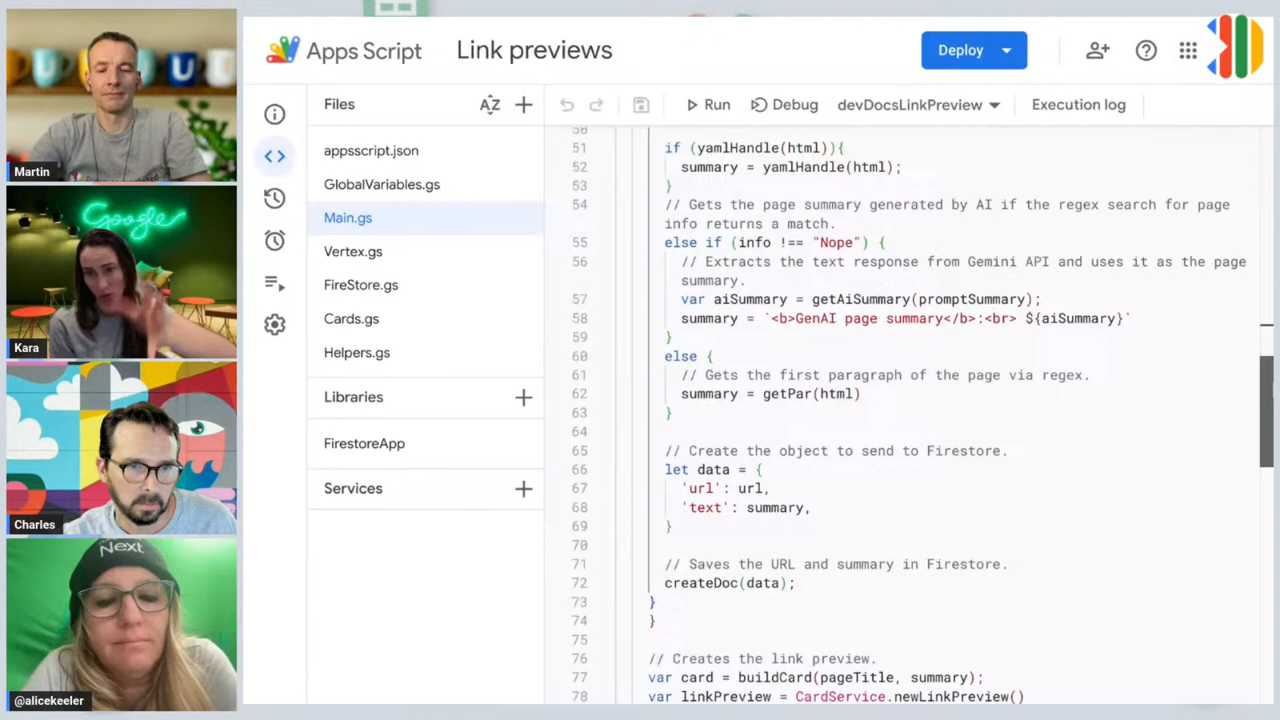 Martin
Google
Kara
Charles
Next
@alicekeeler
Apps Script
Link previews
Deploy
Files
AZ
Run
Debug
devDocsLinkPreview
Execution log
appsscript.json
GlobalVariables.gs
Main.gs
Vertex.gs
FireStore.gs
Cards.gs
Helpers.gs
Libraries
FirestoreApp
Services
50
51 if (yamlHandle(html)){
52 summary = yamlHandle(html);
53 }
54 // Gets the page summary generated by AI if the regex search for page
info returns a match.
55 else if (info !== "Nope") {
56 // Extracts the text response from Gemini API and uses it as the page
summary.
57 var aiSummary = getAiSummary(promptSummary);
58 summary = `<b>GenAI page summary</b>:<br> ${aiSummary}`
59 }
60 else {
61 // Gets the first paragraph of the page via regex.
62 summary = getPar(html)
63 }
64
65 // Create the object to send to Firestore.
66 let data = {
67 'url': url,
68 'text': summary,
69 }
70
71 // Saves the URL and summary in Firestore.
72 createDoc(data);
73 }
74 }
75
76 // Creates the link preview.
77 var card = buildCard(pageTitle, summary);
78 var linkPreview = CardService.newLinkPreview()